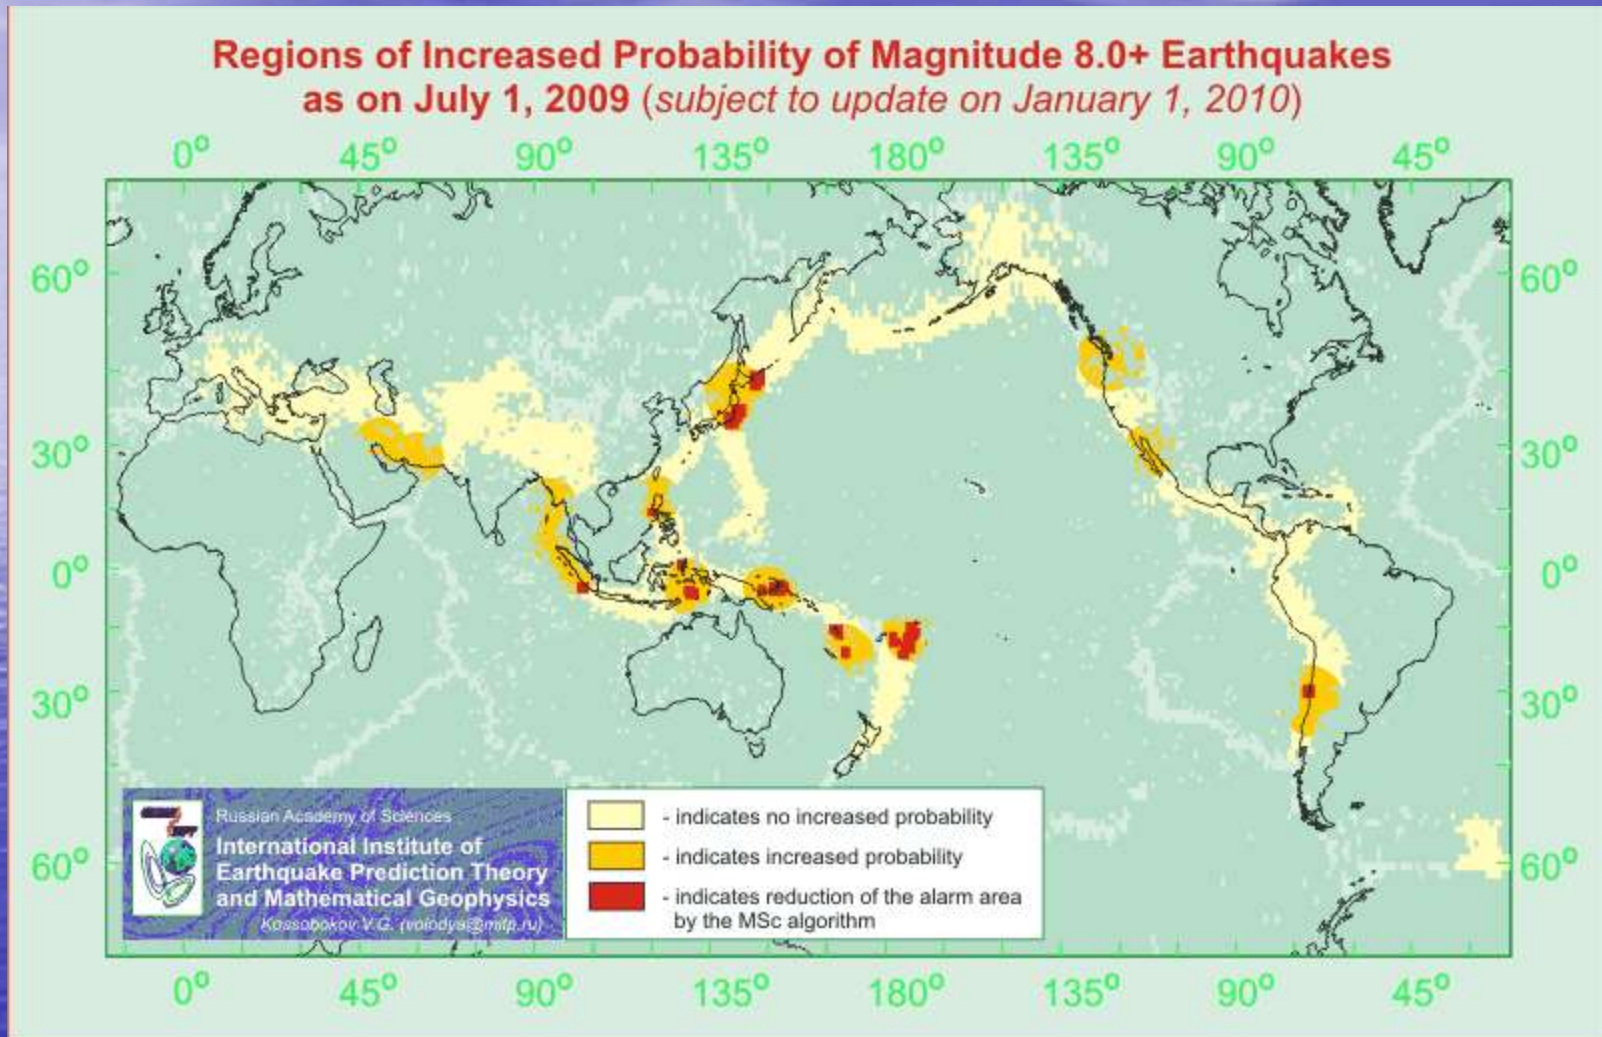 Regions of Increased Probability of Magnitude 8.0+ Earthquakes
as on July 1, 2009 (subject to update on January 1, 2010)
0° 45° 90° 135° 180° 135° 90° 45°
60° 60°
30° 30°
0° 0°
30° 30°
60° 60°
Russian Academy of Sciences
International Institute of
Earthquake Prediction Theory
and Mathematical Geophysics
Kossobokov V.G. (volodya@mitp.ru)
- indicates no increased probability
- indicates increased probability
- indicates reduction of the alarm area
by the MSc algorithm
0° 45° 90° 135° 180° 135° 90° 45°